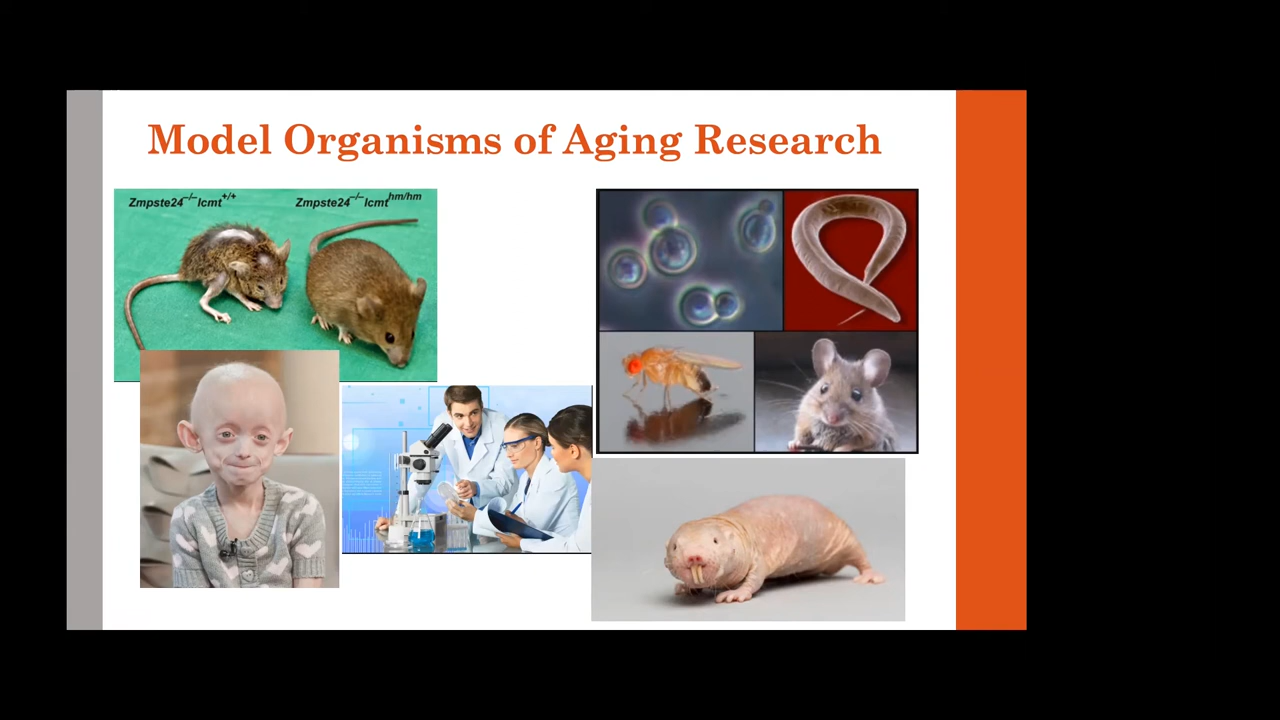 Model Organisms of Aging Research
Zmpste24–/–Icmt+/+ Zmpste24–/–Icmthm/hm